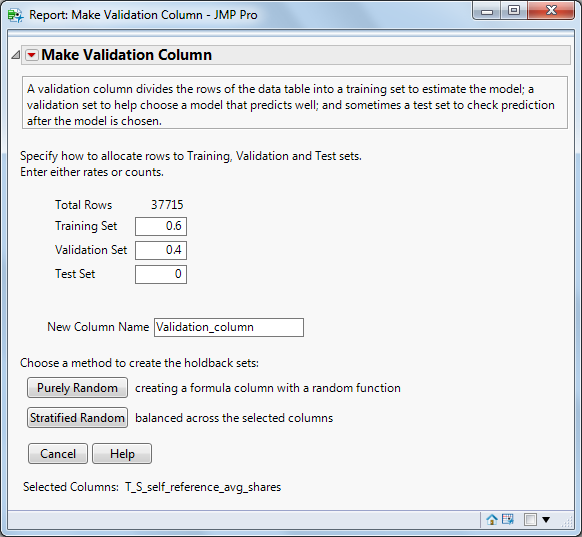 Report: Make Validation Column - JMP Pro
Make Validation Column
A validation column divides the rows of the data table into a training set to estimate the model; a
validation set to help choose a model that predicts well; and sometimes a test set to check prediction
after the model is chosen.
Specify how to allocate rows to Training, Validation and Test sets.
Enter either rates or counts.
Total Rows 37715
Training Set 0.6
Validation Set 0.4
Test Set 0
New Column Name Validation_column
Choose a method to create the holdback sets:
Purely Random creating a formula column with a random function
Stratified Random balanced across the selected columns
Cancel Help
Selected Columns: T_S_self_reference_avg_shares